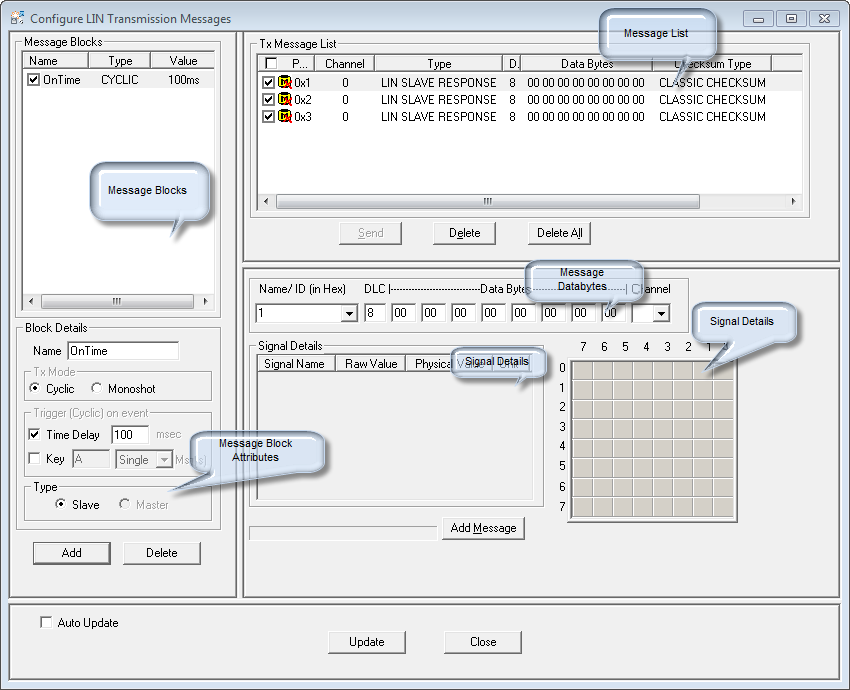 Configure LIN Transmission Messages
Message Blocks
Name Type Value
OnTime CYCLIC 100ms
Message Blocks
Block Details
Name OnTime
Tx Mode
Cyclic Monoshot
Trigger (Cyclic) on event
Time Delay 100 msec
Key A Single
Message Block
Attributes
Type
Slave Master
Add Delete
Tx Message List
Message List
P... Channel Type D. Data Bytes Checksum Type
0x1 0 LIN SLAVE RESPONSE 8 00 00 00 00 00 00 00 00 CLASSIC CHECKSUM
0x2 0 LIN SLAVE RESPONSE 8 00 00 00 00 00 00 00 00 CLASSIC CHECKSUM
0x3 0 LIN SLAVE RESPONSE 8 00 00 00 00 00 00 00 00 CLASSIC CHECKSUM
Send Delete Delete All
Message
Databytes
Name/ ID (in Hex) DLC |----------------------------Data Bytes----------------------------| Channel
1 8 00 00 00 00 00 00 00 00
Signal Details
Signal Name Raw Value Physical Value Unit
Signal Details
Signal Details
7 6 5 4 3 2 1
0
1
2
3
4
5
6
7
Add Message
Auto Update
Update Close